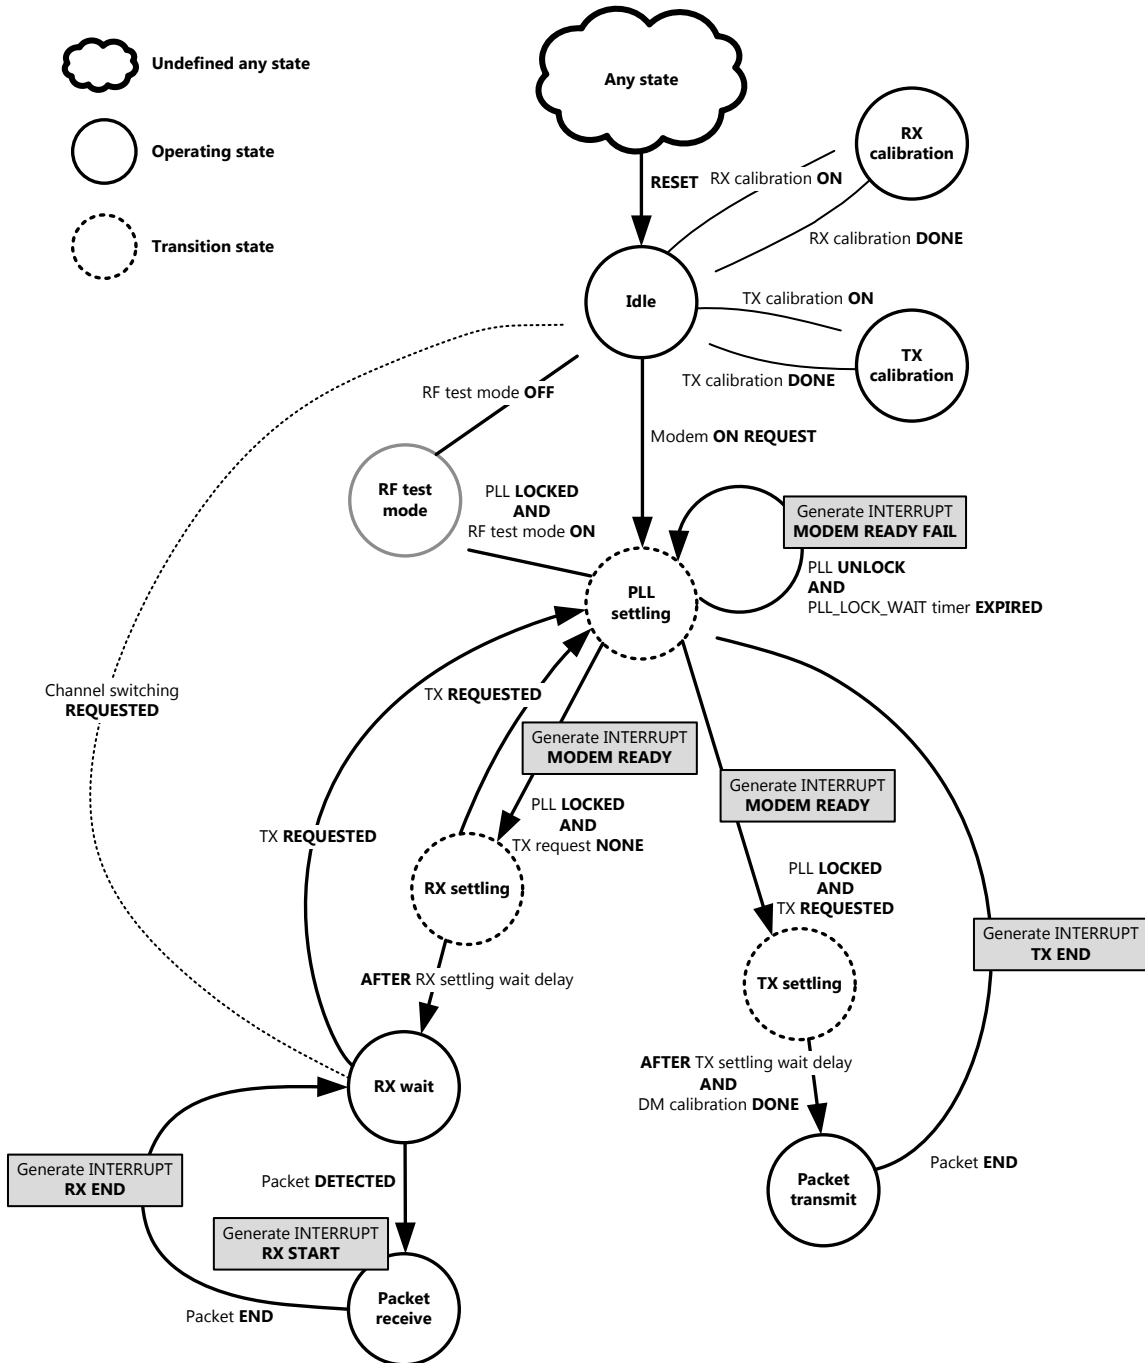 Undefined any state
Operating state
Transition state
Any state
RESET
RX calibration ON
RX
calibration
RX calibration DONE
Idle
TX calibration ON
TX
calibration
TX calibration DONE
RF test mode OFF
Modem ON REQUEST
RF test
mode
PLL LOCKED
AND
RF test mode ON
Generate INTERRUPT
MODEM READY FAIL
PLL UNLOCK
AND
PLL_LOCK_WAIT timer EXPIRED
PLL
settling
Channel switching
REQUESTED
TX REQUESTED
Generate INTERRUPT
MODEM READY
Generate INTERRUPT
MODEM READY
PLL LOCKED
AND
TX request NONE
TX REQUESTED
RX settling
PLL LOCKED
AND
TX REQUESTED
Generate INTERRUPT
TX END
AFTER RX settling wait delay
TX settling
AFTER TX settling wait delay
AND
DM calibration DONE
RX wait
Generate INTERRUPT
RX END
Packet DETECTED
Packet END
Packet
transmit
Generate INTERRUPT
RX START
Packet
receive
Packet END